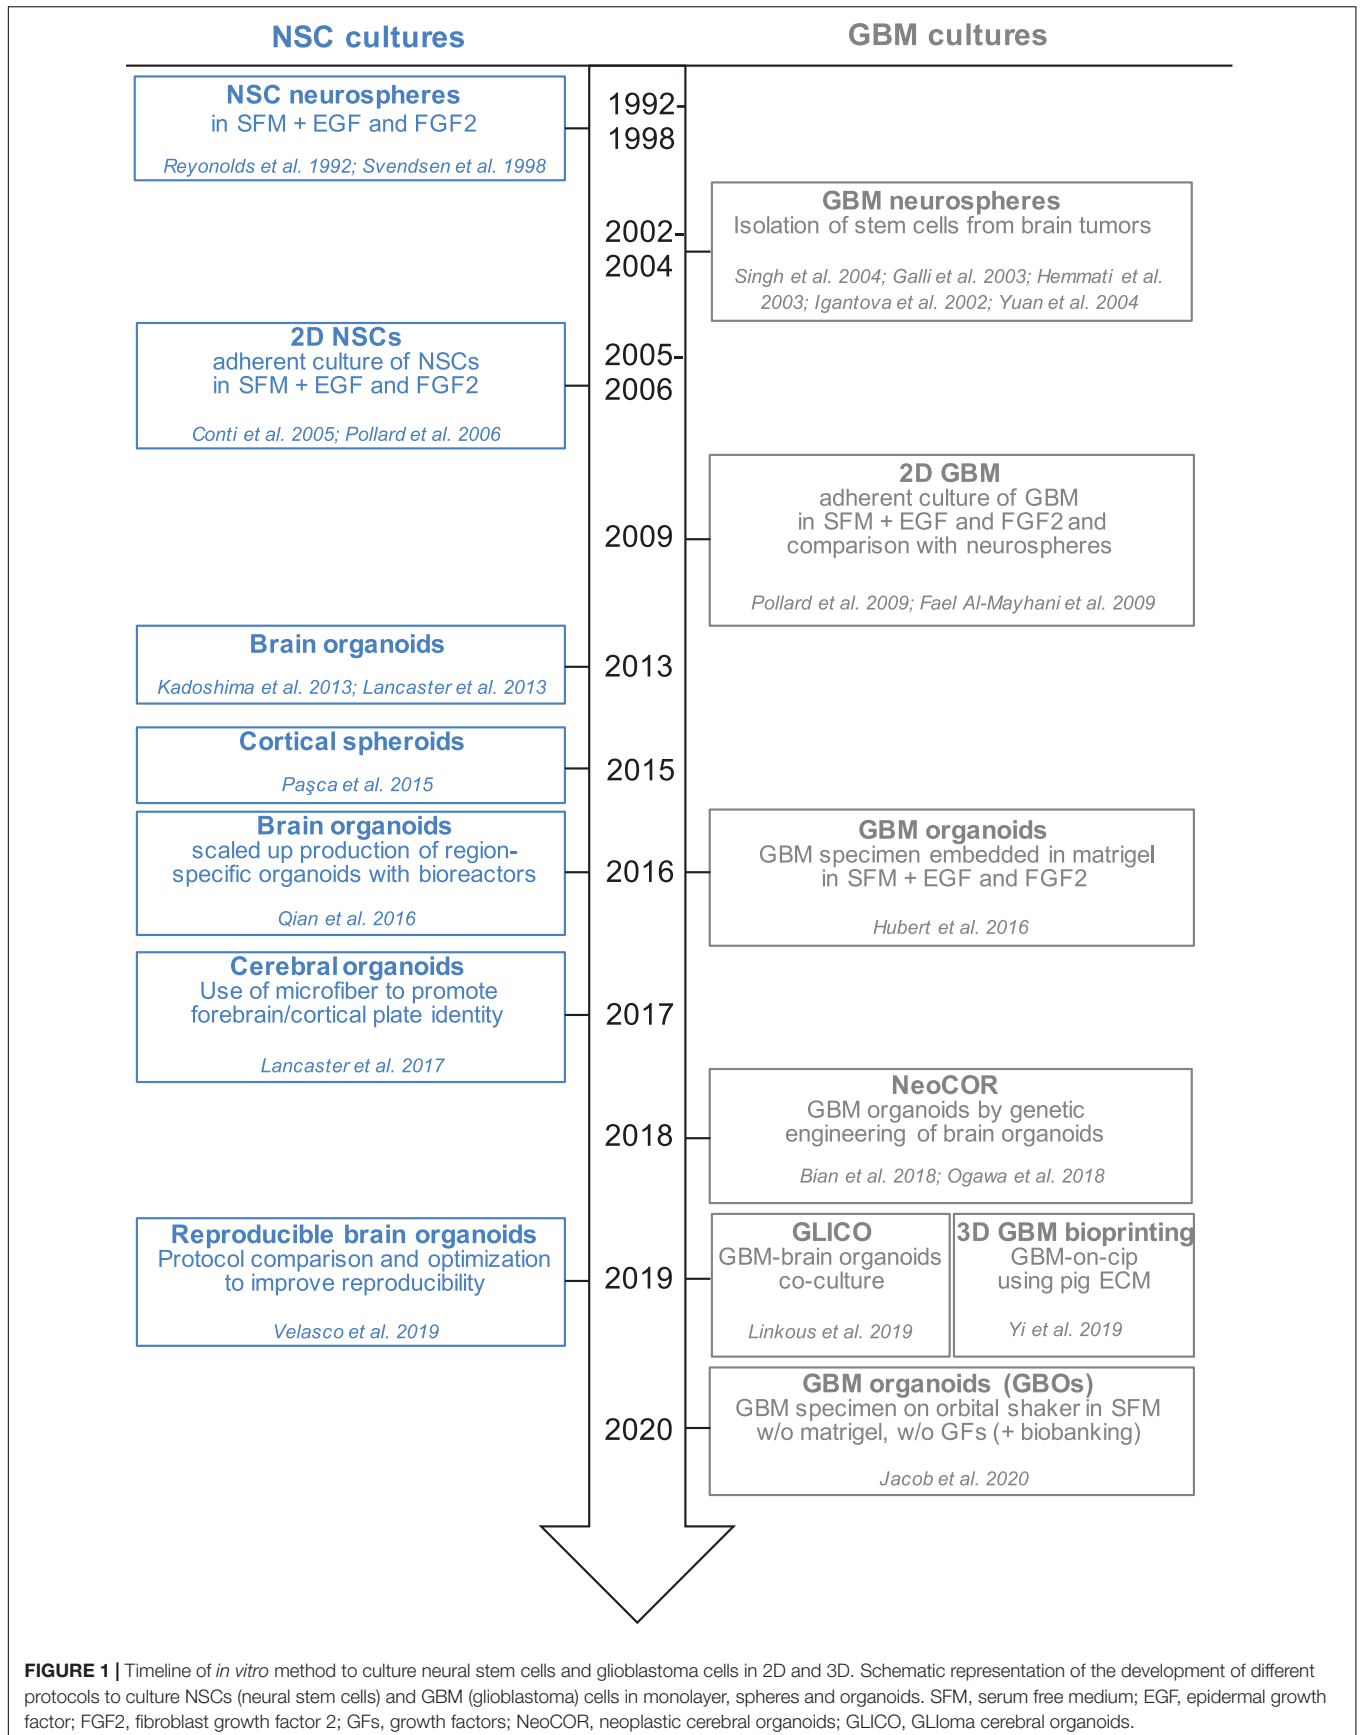 NSC cultures
GBM cultures
NSC neurospheres
in SFM + EGF and FGF2
Reyonolds et al. 1992; Svendsen et al. 1998
1992-
1998
GBM neurospheres
Isolation of stem cells from brain tumors
Singh et al. 2004; Galli et al. 2003; Hemmati et al.
2003; Igantova et al. 2002; Yuan et al. 2004
2002-
2004
2D NSCs
adherent culture of NSCs
in SFM + EGF and FGF2
Conti et al. 2005; Pollard et al. 2006
2005-
2006
2D GBM
adherent culture of GBM
in SFM + EGF and FGF2 and
comparison with neurospheres
Pollard et al. 2009; Fael Al-Mayhani et al. 2009
2009
Brain organoids
Kadoshima et al. 2013; Lancaster et al. 2013
2013
Cortical spheroids
Paşca et al. 2015
2015
Brain organoids
scaled up production of region-
specific organoids with bioreactors
Qian et al. 2016
2016
GBM organoids
GBM specimen embedded in matrigel
in SFM + EGF and FGF2
Hubert et al. 2016
Cerebral organoids
Use of microfiber to promote
forebrain/cortical plate identity
Lancaster et al. 2017
2017
NeoCOR
GBM organoids by genetic
engineering of brain organoids
Bian et al. 2018; Ogawa et al. 2018
2018
Reproducible brain organoids
Protocol comparison and optimization
to improve reproducibility
Velasco et al. 2019
2019
GLICO
GBM-brain organoids
co-culture
Linkous et al. 2019
3D GBM bioprinting
GBM-on-cip
using pig ECM
Yi et al. 2019
GBM organoids (GBOs)
GBM specimen on orbital shaker in SFM
w/o matrigel, w/o GFs (+ biobanking)
Jacob et al. 2020
2020
FIGURE 1 | Timeline of in vitro method to culture neural stem cells and glioblastoma cells in 2D and 3D. Schematic representation of the development of different
protocols to culture NSCs (neural stem cells) and GBM (glioblastoma) cells in monolayer, spheres and organoids. SFM, serum free medium; EGF, epidermal growth
factor; FGF2, fibroblast growth factor 2; GFs, growth factors; NeoCOR, neoplastic cerebral organoids; GLICO, GLIoma cerebral organoids.